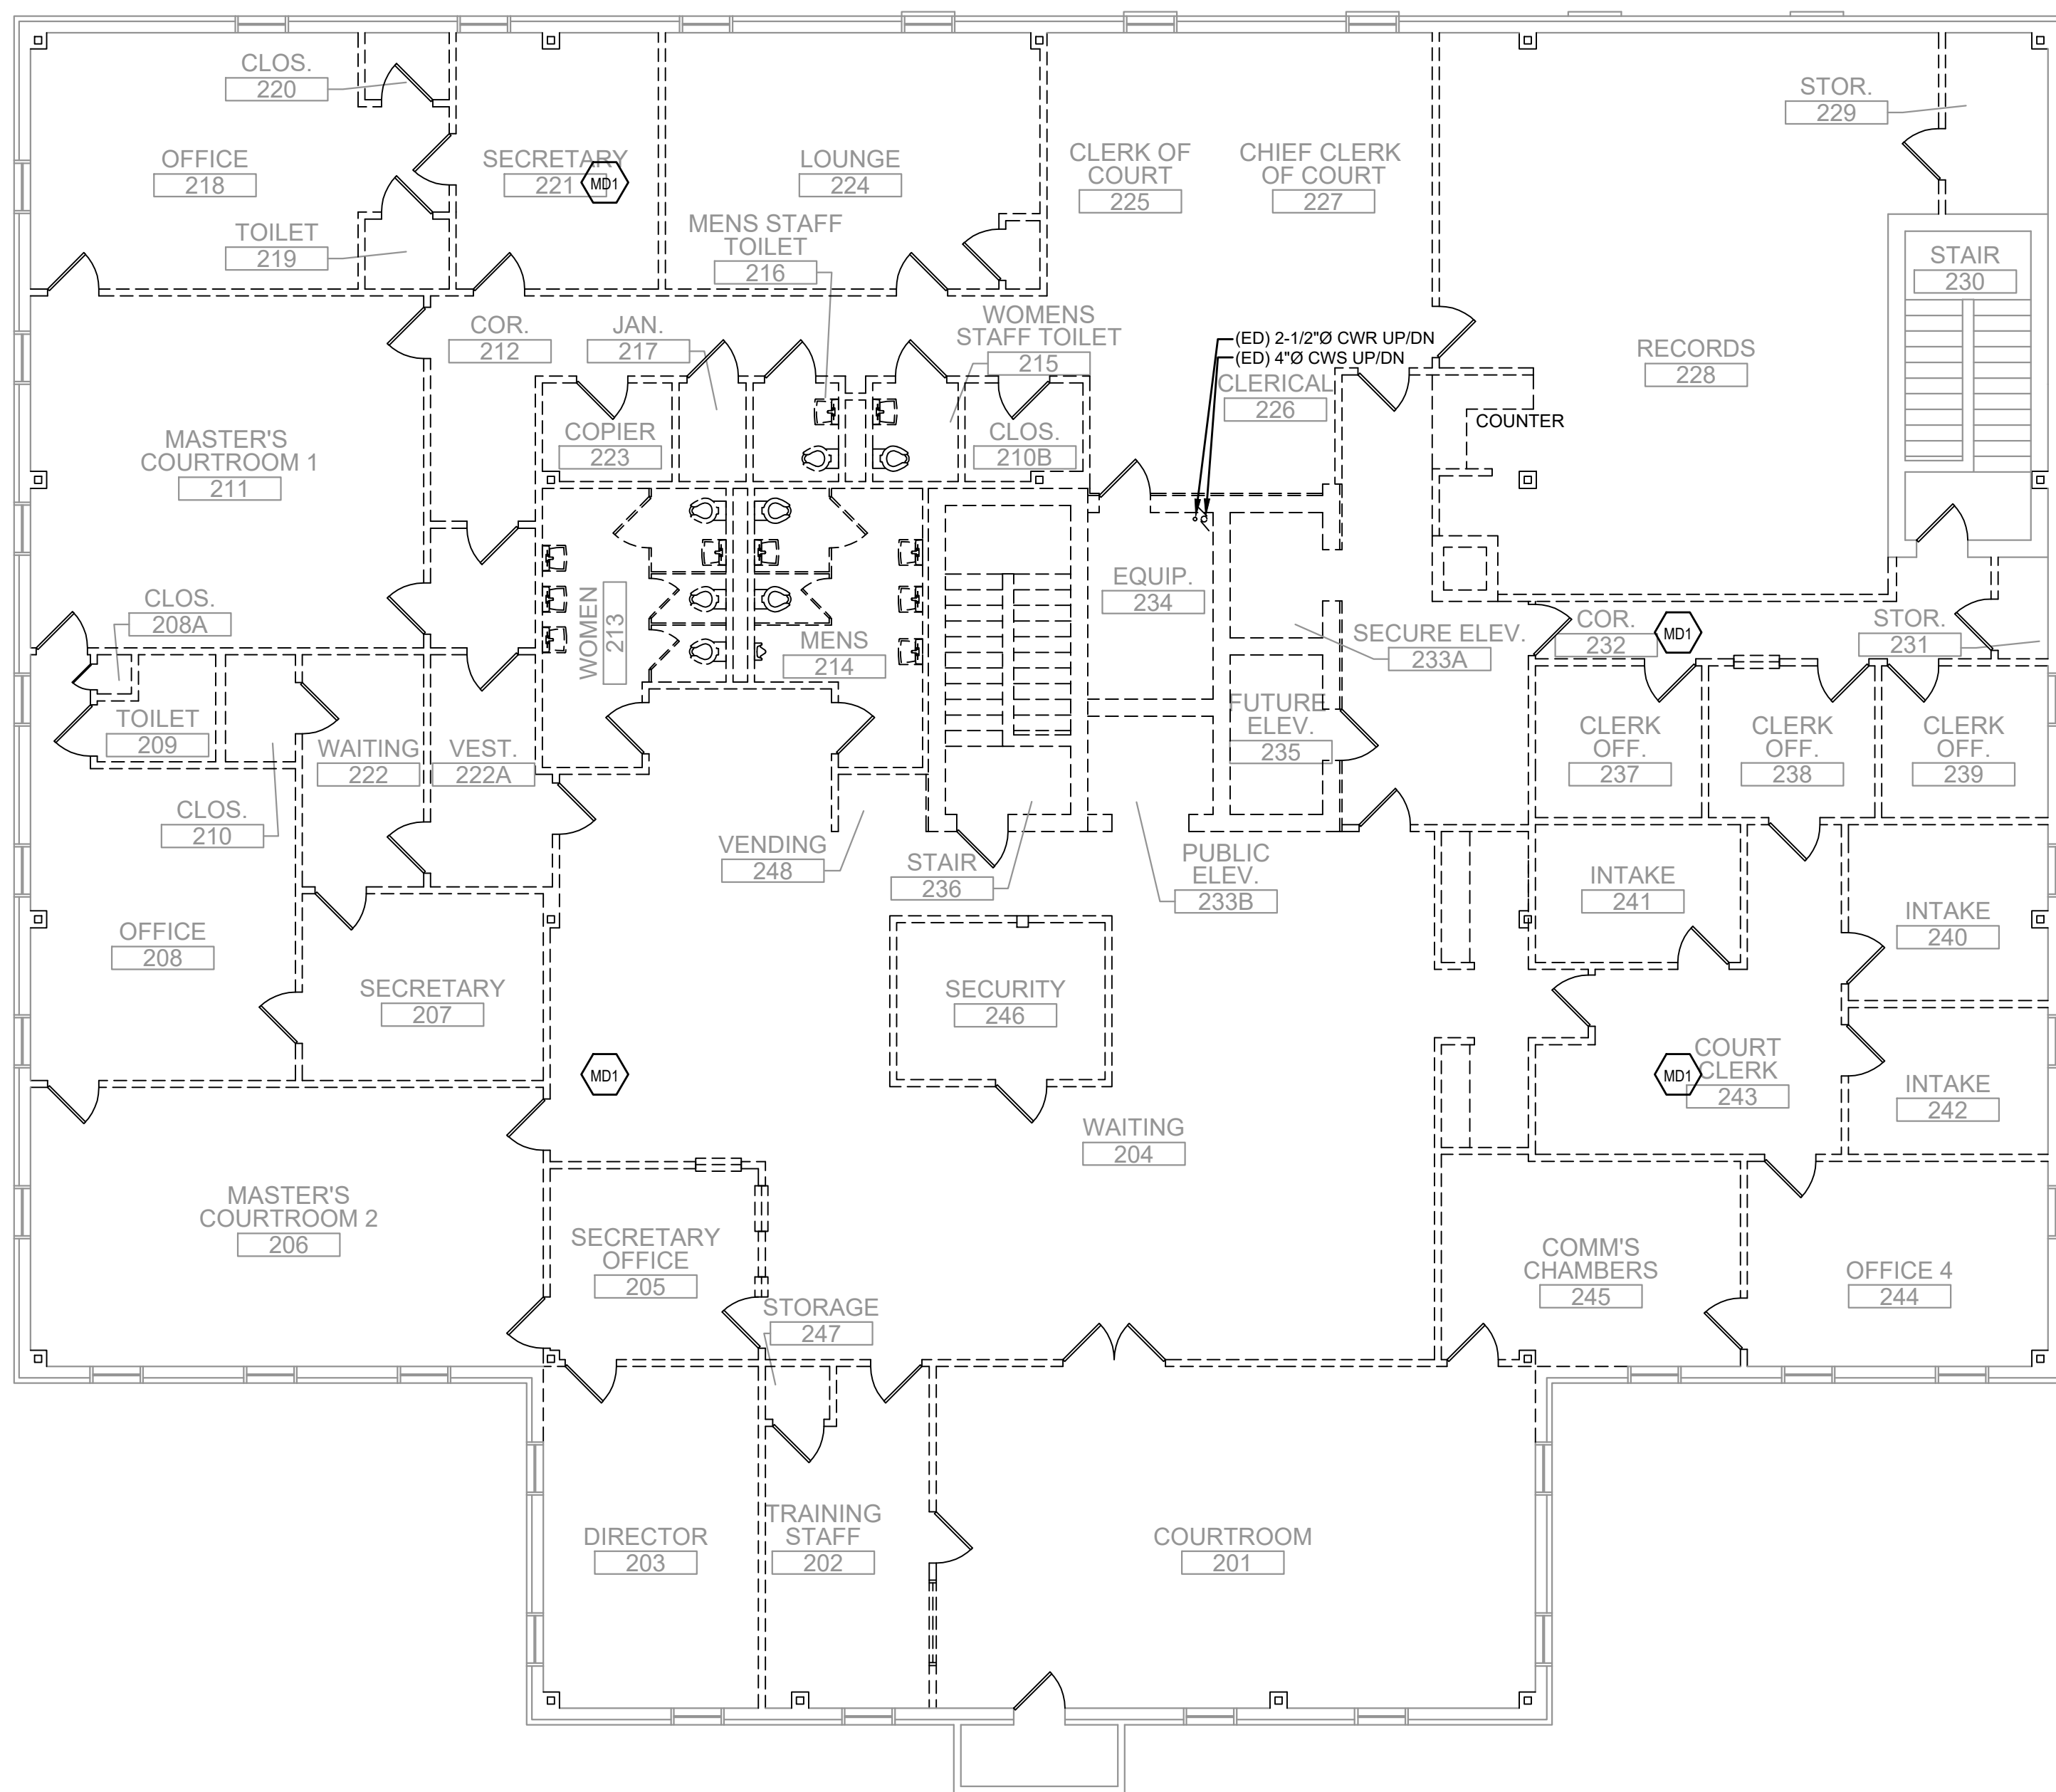 CLOS.
220
STOR.
229
OFFICE
218
SECRETARY
221
MD1
LOUNGE
224
CLERK OF
COURT
225
CHIEF CLERK
OF COURT
227
TOILET
219
MENS STAFF
TOILET
216
STAIR
230
COR.
212
JAN.
217
WOMENS
STAFF TOILET
215
(ED) 2-1/2"Ø CWR UP/DN
(ED) 4"Ø CWS UP/DN
RECORDS
228
CLERICAL
226
COUNTER
MASTER'S
COURTROOM 1
211
COPIER
223
CLOS.
210B
CLOS.
208A
WOMEN
213
MENS
214
EQUIP.
234
SECURE ELEV.
233A
COR.
232
MD1
STOR.
231
TOILET
209
WAITING
222
VEST.
222A
FUTURE
ELEV.
235
CLERK
OFF.
237
CLERK
OFF.
238
CLERK
OFF.
239
CLOS.
210
VENDING
248
STAIR
236
PUBLIC
ELEV.
233B
INTAKE
241
INTAKE
240
OFFICE
208
SECRETARY
207
SECURITY
246
MD1
COURT
CLERK
243
MD1
INTAKE
242
WAITING
204
MASTER'S
COURTROOM 2
206
SECRETARY
OFFICE
205
STORAGE
247
COMM'S
CHAMBERS
245
OFFICE 4
244
DIRECTOR
203
TRAINING
STAFF
202
COURTROOM
201